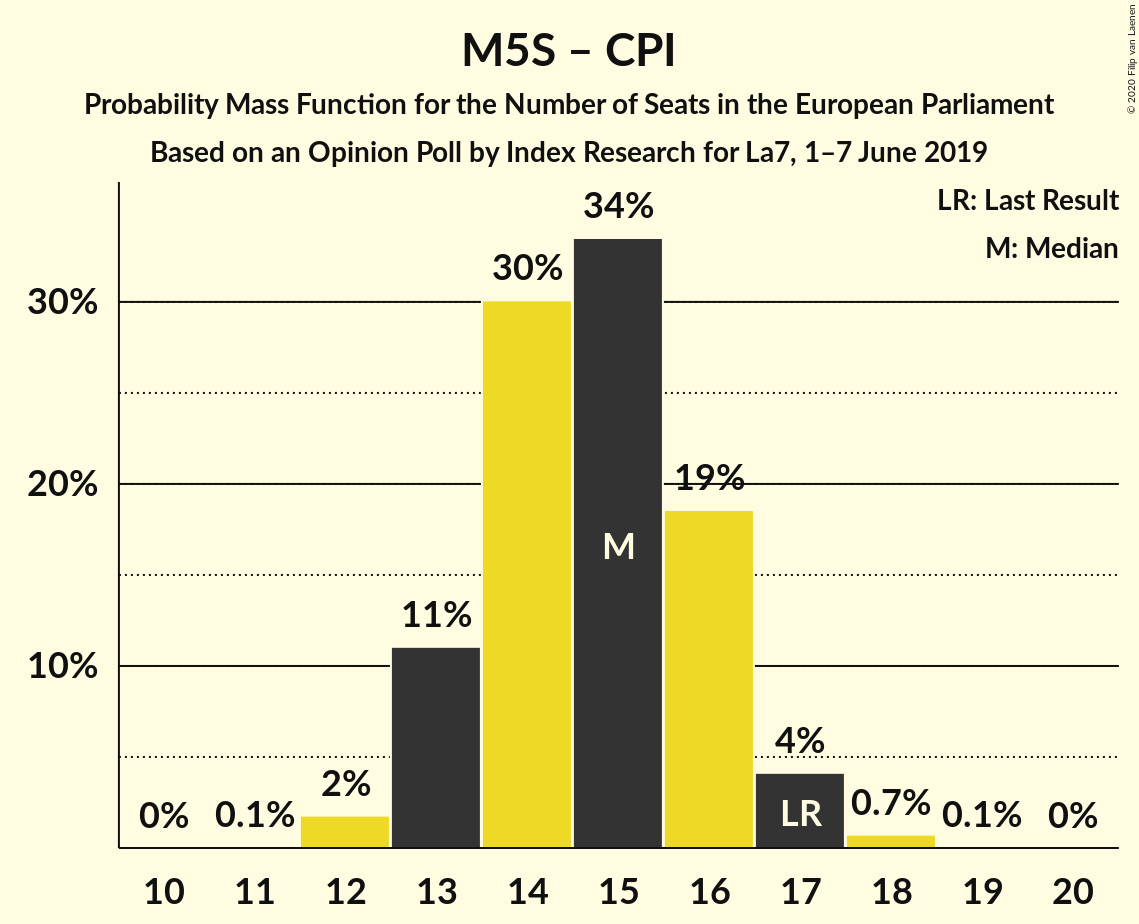 M5S – CPI
Probability Mass Function for the Number of Seats in the European Parliament
Based on an Opinion Poll by Index Research for La7, 1–7 June 2019
© 2020 Filip van Laenen
LR: Last Result
M: Median
34%
30%
30%
20%
19%
M
11%
10%
4%
2%
0%
0.1%
LR
0.7%
0.1%
0%
10 11 12 13 14 15 16 17 18 19 20